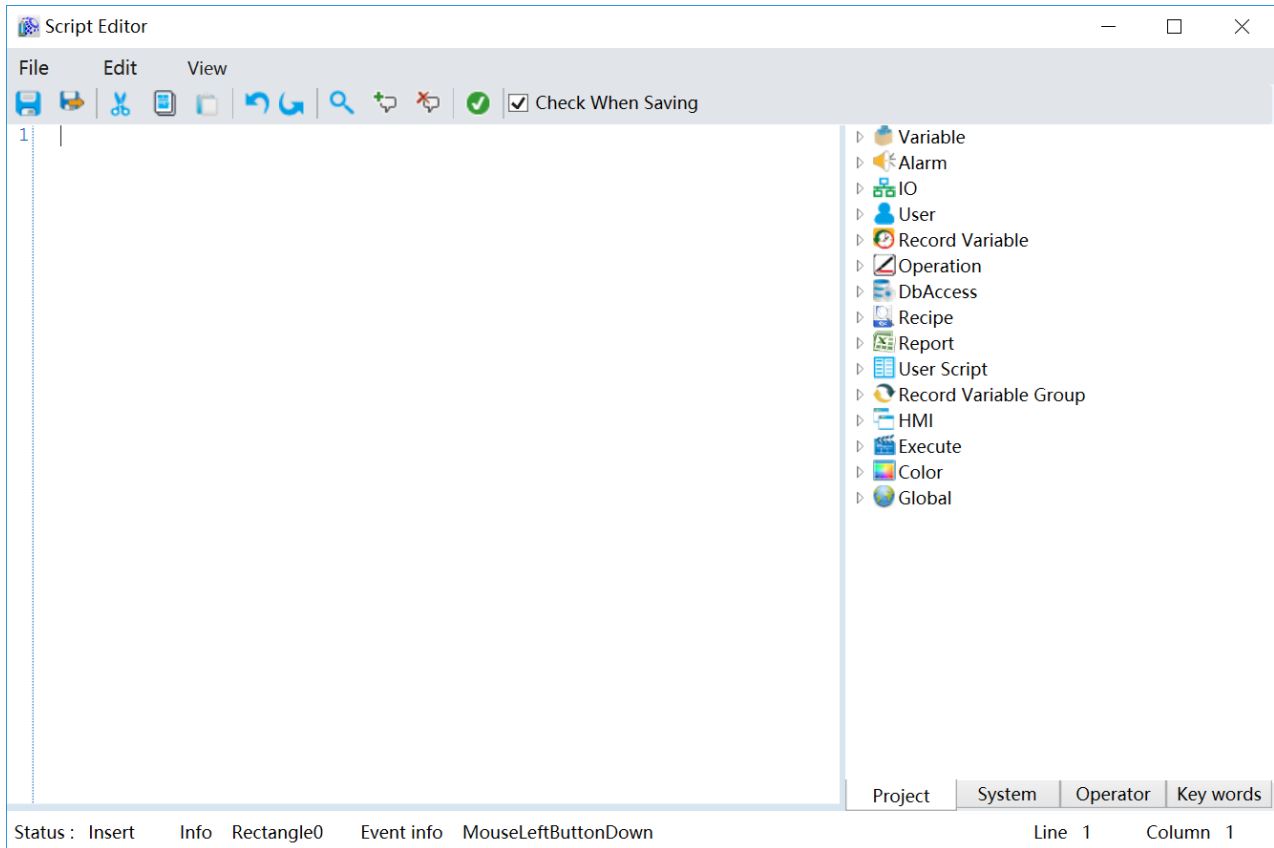 Script Editor
File Edit View
Check When Saving
1
Variable
Alarm
IO
User
Record Variable
Operation
DbAccess
Recipe
Report
User Script
Record Variable Group
HMI
Execute
Color
Global
Project System Operator Key words
Status : Insert Info Rectangle0 Event info MouseLeftButtonDown Line 1 Column 1